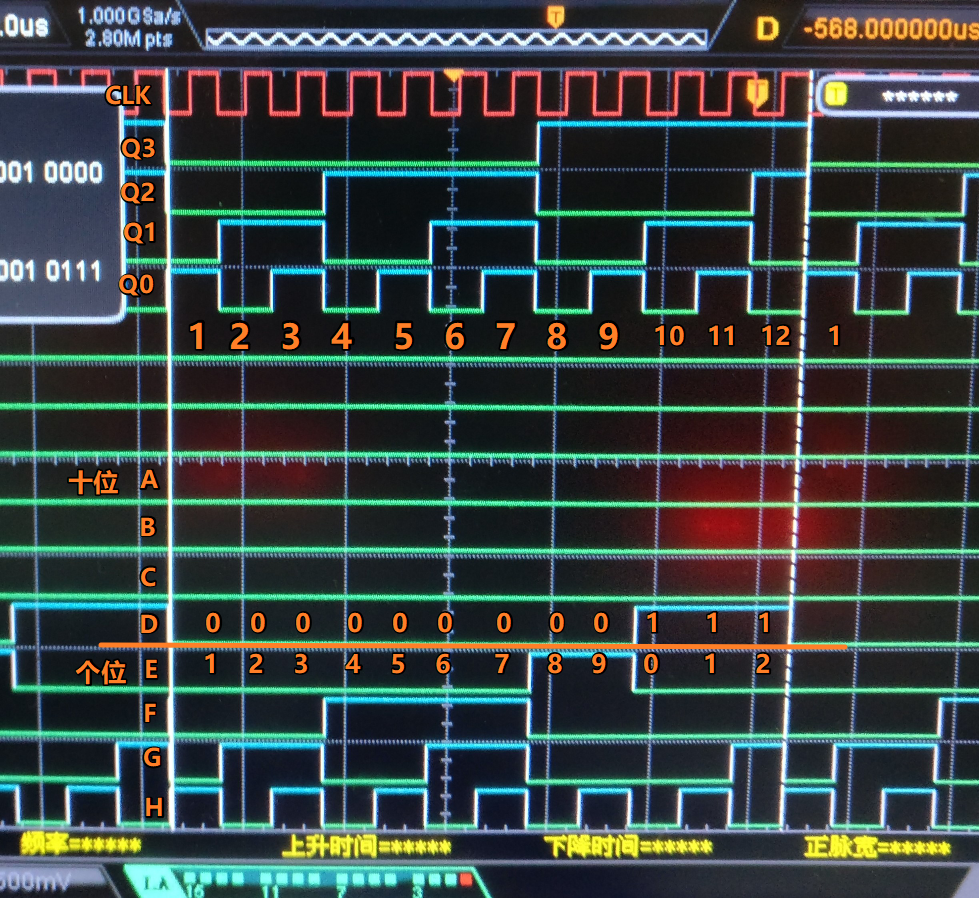 .0us
1.000GSa/s
2.80M pts
T
D
-568.000000us
CLK
T
T
******
Q3
001 0000
Q2
Q1
001 0111
Q0
1 2 3 4 5 6 7 8 9 10 11 12 1
十位 A
B
C
D 0 0 0 0 0 0 0 0 0 1 1 1
个位 E 1 2 3 4 5 6 7 8 9 0 1 2
F
G
H
频率=****** 上升时间=****** 下降时间=****** 正脉宽=******
500mV
LA
15 11 7 3